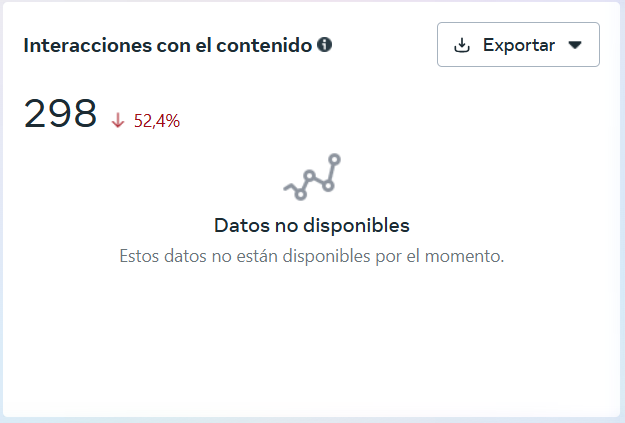 Interacciones con el contenido
Exportar
298 ↓ 52,4%
Datos no disponibles
Estos datos no están disponibles por el momento.